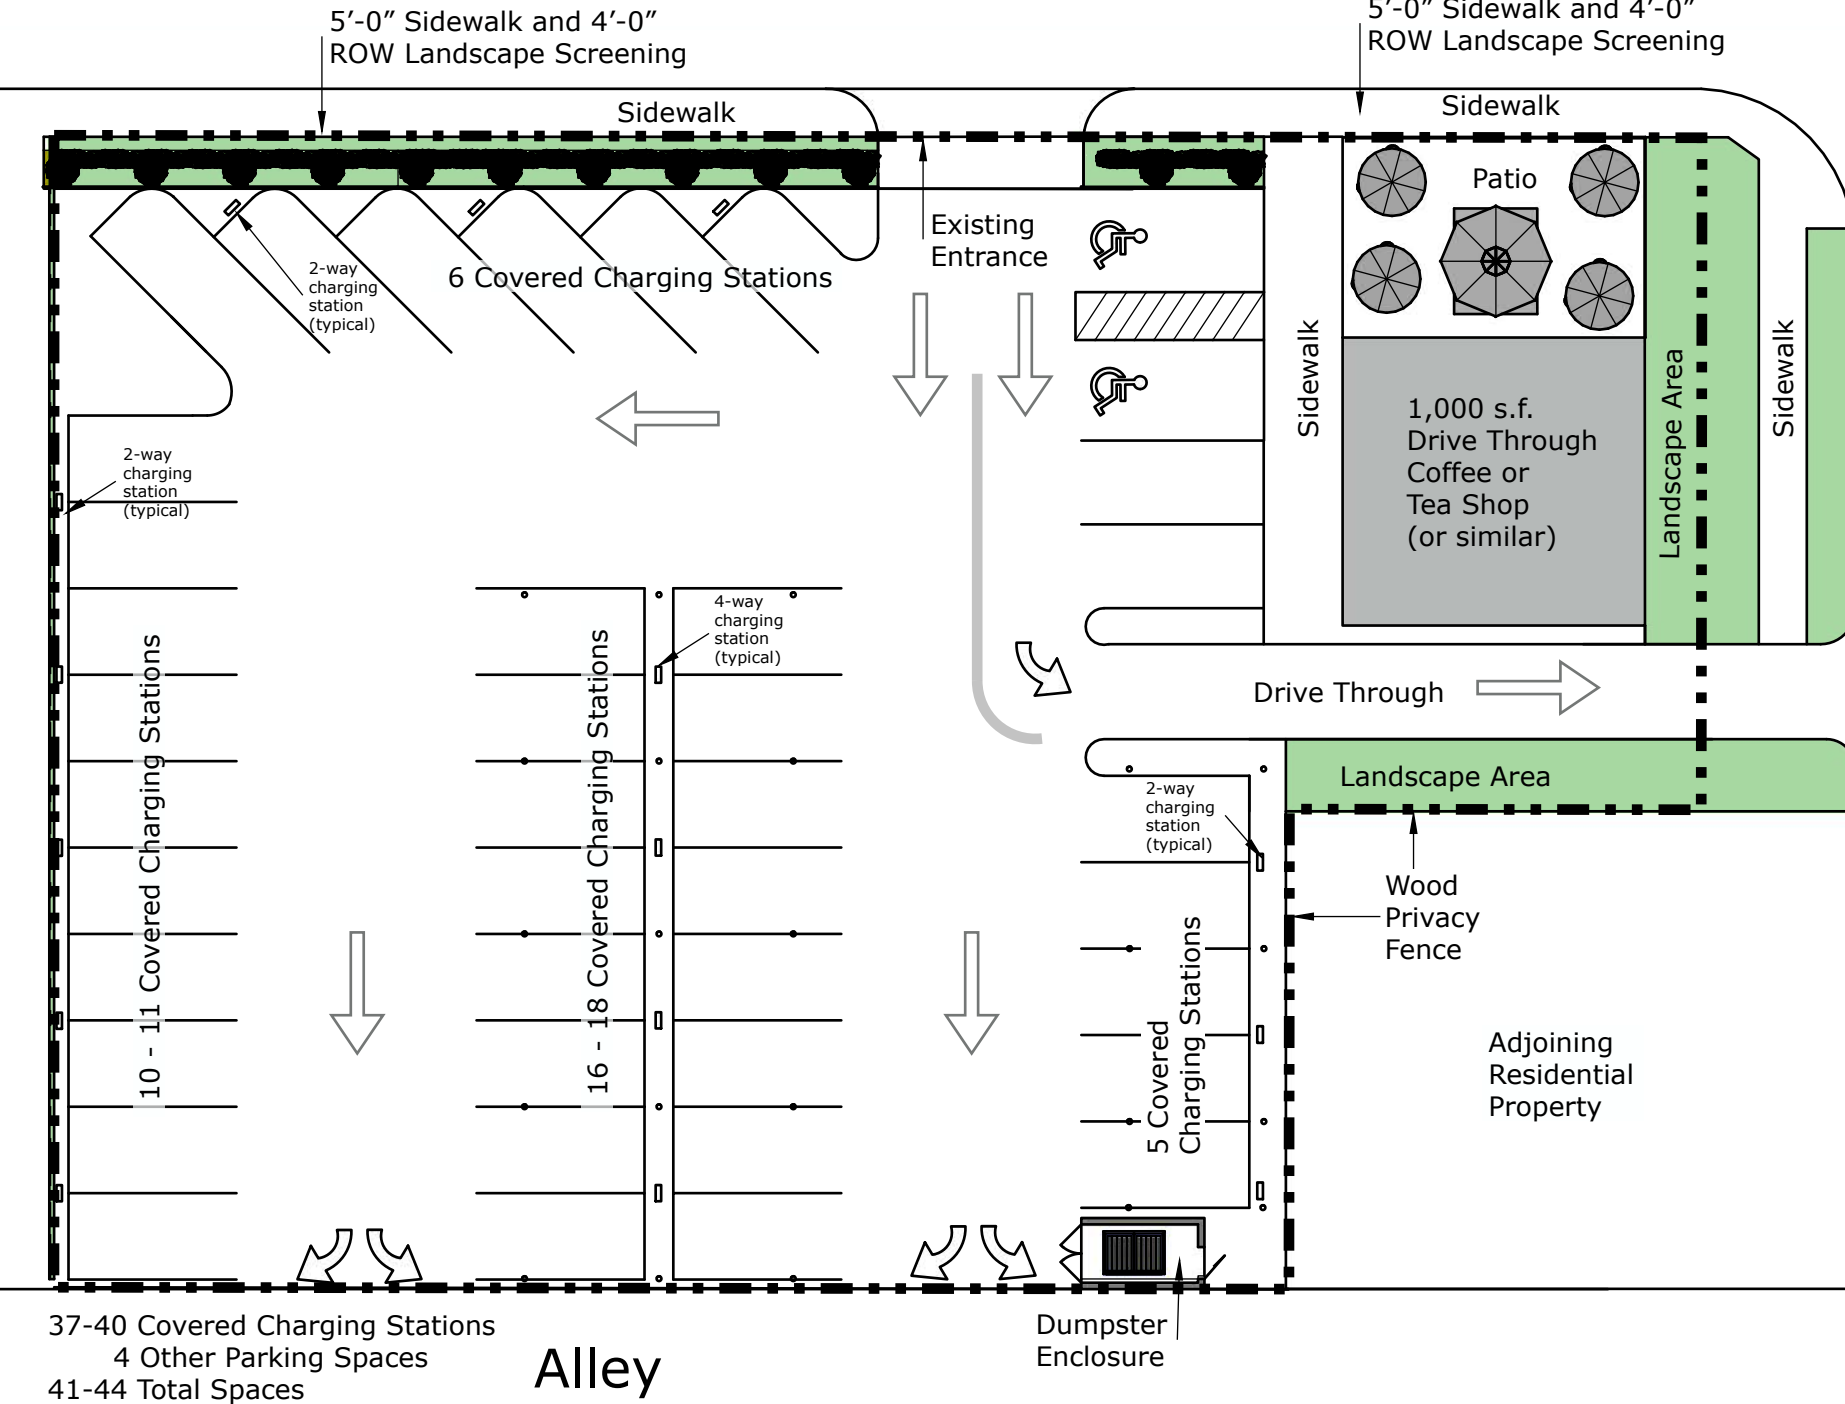 5’-0” Sidewalk and 4’-0”
ROW Landscape Screening
5’-0” Sidewalk and 4’-0”
ROW Landscape Screening
Sidewalk
Sidewalk
Patio
Existing
Entrance
2-way
charging
station
(typical)
6 Covered Charging Stations
Sidewalk
Landscape Area
Sidewalk
1,000 s.f.
Drive Through
Coffee or
Tea Shop
(or similar)
2-way
charging
station
(typical)
4-way
charging
station
(typical)
10 - 11 Covered Charging Stations
16 - 18 Covered Charging Stations
Drive Through
Landscape Area
2-way
charging
station
(typical)
Wood
Privacy
Fence
5 Covered
Charging Stations
Adjoining
Residential
Property
37-40 Covered Charging Stations
4 Other Parking Spaces
41-44 Total Spaces
Alley
Dumpster
Enclosure